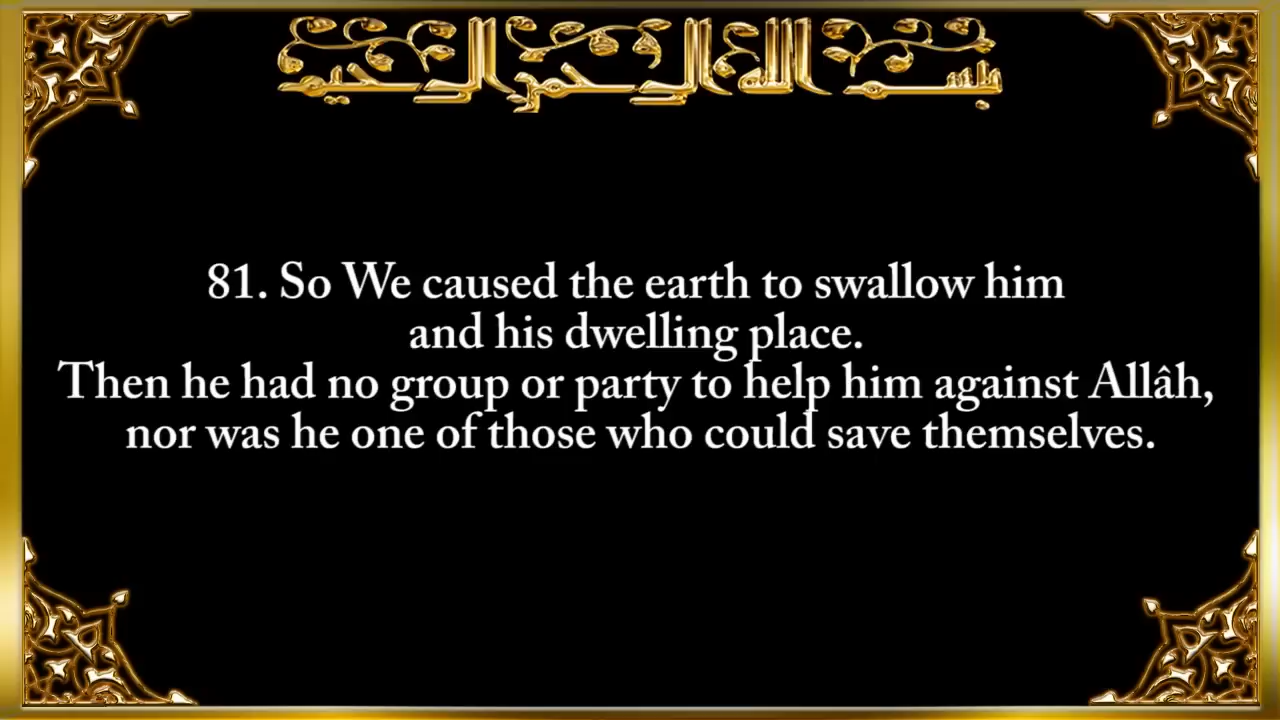 بسم الله الرحمن الرحيم
81. So We caused the earth to swallow him
and his dwelling place.
Then he had no group or party to help him against Allâh,
nor was he one of those who could save themselves.